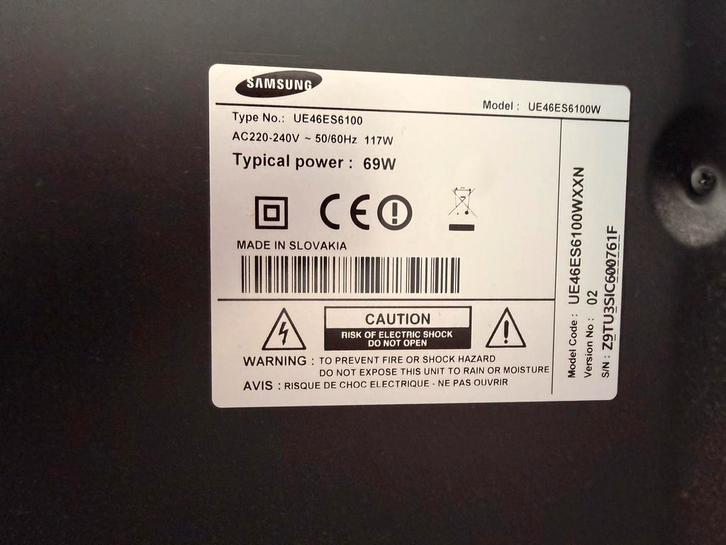 SAMSUNG
Model : UE46ES6100W
Type No.: UE46ES6100
AC220-240V ~ 50/60Hz 117W
Typical power : 69W
CE
MADE IN SLOVAKIA
CAUTION
RISK OF ELECTRIC SHOCK
DO NOT OPEN
WARNING : TO PREVENT FIRE OR SHOCK HAZARD
DO NOT EXPOSE THIS UNIT TO RAIN OR MOISTURE
AVIS : RISQUE DE CHOC ELECTRIQUE - NE PAS OUVRIR
Model Code : UE46ES6100WXXN
Version No : 02
S/N : Z9TU3SIC600761F